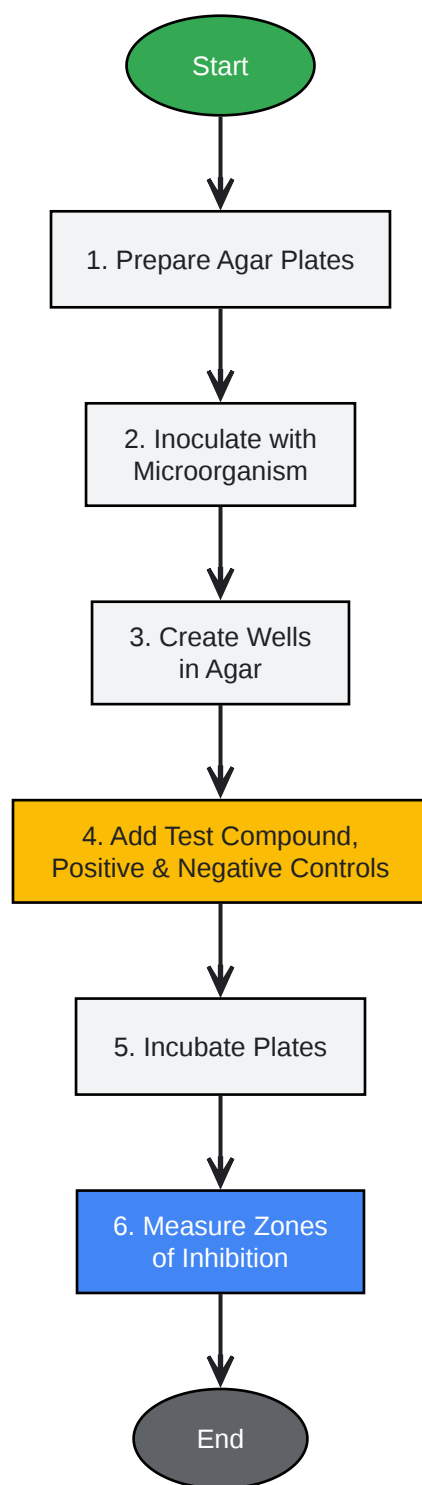 Start
1. Prepare Agar Plates
2. Inoculate with
Microorganism
3. Create Wells
in Agar
4. Add Test Compound,
Positive & Negative Controls
5. Incubate Plates
6. Measure Zones
of Inhibition
End